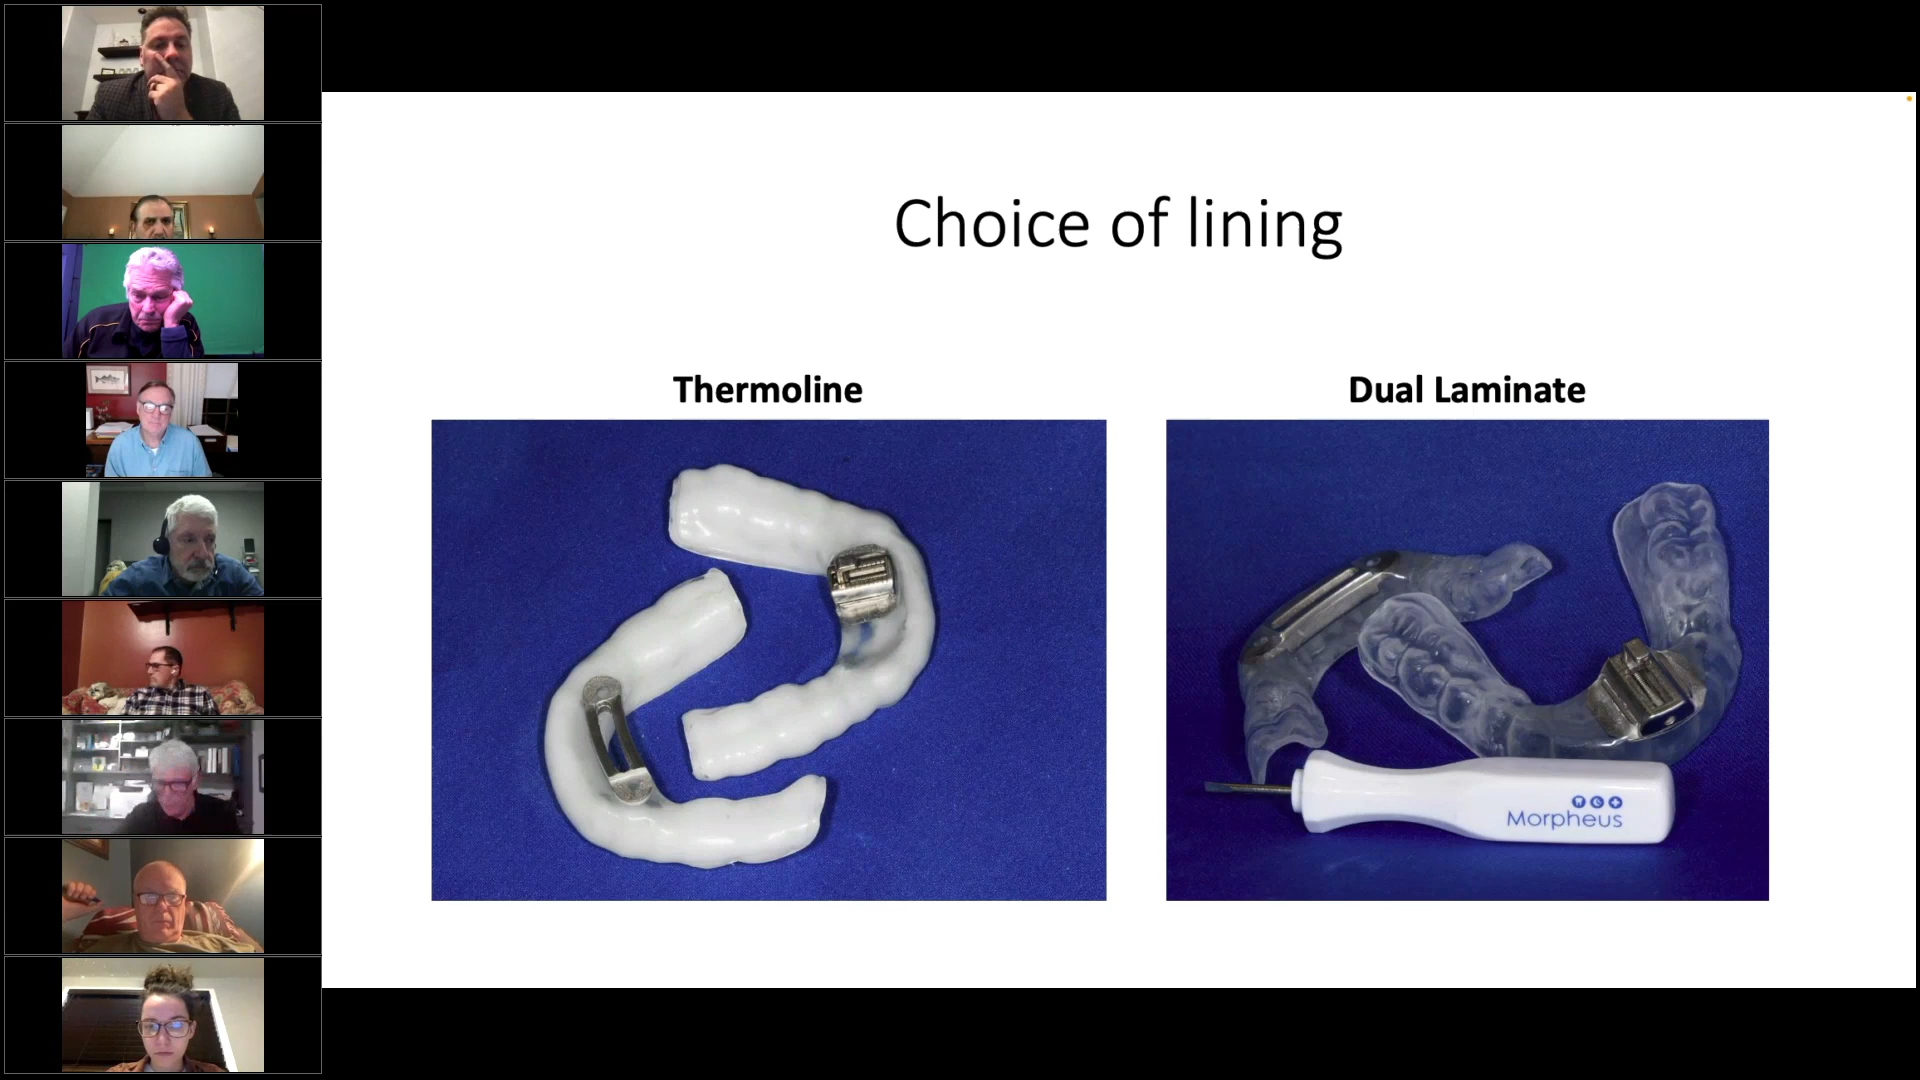 Choice of lining
Thermoline
Dual Laminate
Morpheus